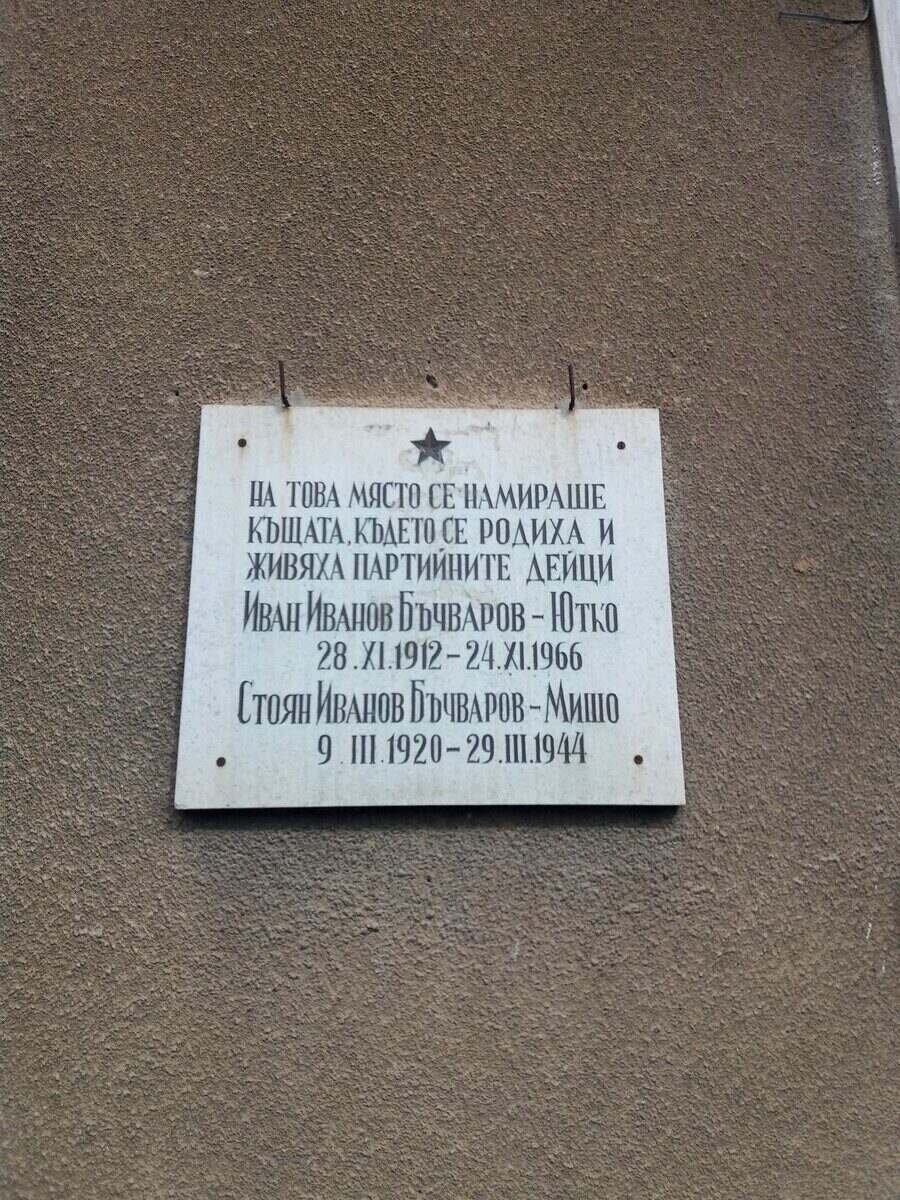 НА ТОВА МЯСТО СЕ НАМИРАШЕ
КЪЩАТА, КЪДЕТО СЕ РОДИХА И
ЖИВЯХА ПАРТИЙНИТЕ ДЕЙЦИ
ИВАН ИВАНОВ БЪЧВАРОВ - ЮТКО
28.XI.1912 - 24.XI.1966
СТОЯН ИВАНОВ БЪЧВАРОВ - МИШО
9.III.1920 - 29.III.1944